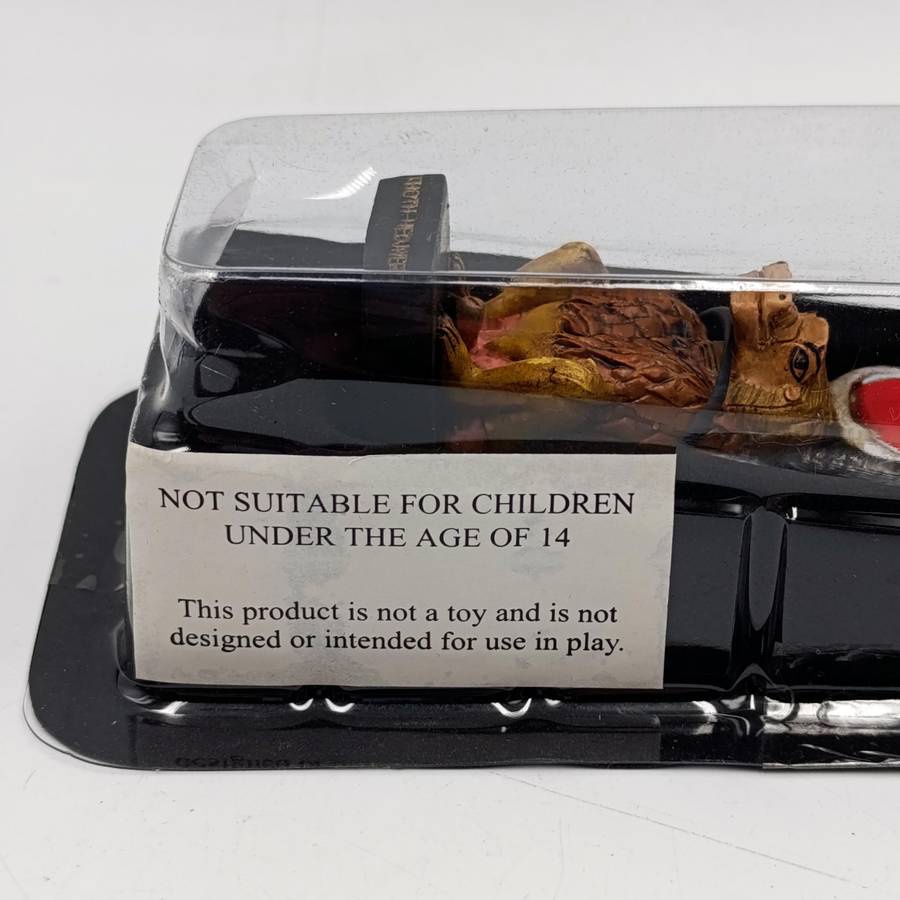 NOT SUITABLE FOR CHILDREN
UNDER THE AGE OF 14
This product is not a toy and is not
designed or intended for use in play.